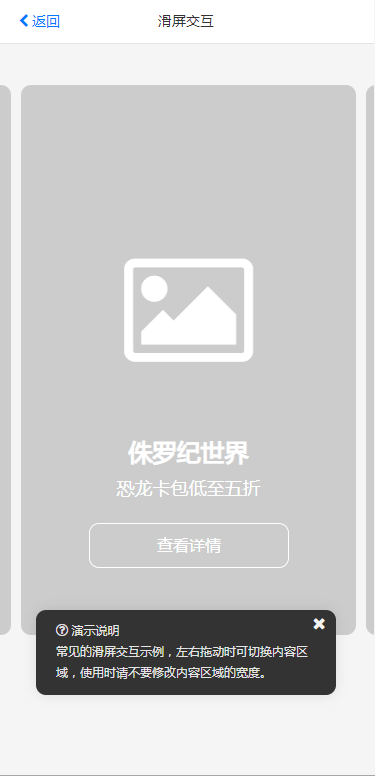 返回
滑屏交互
侏罗纪世界
恐龙卡包低至五折
查看详情
演示说明
常见的滑屏交互示例，左右拖动时可切换内容区
域，使用时请不要修改内容区域的宽度。